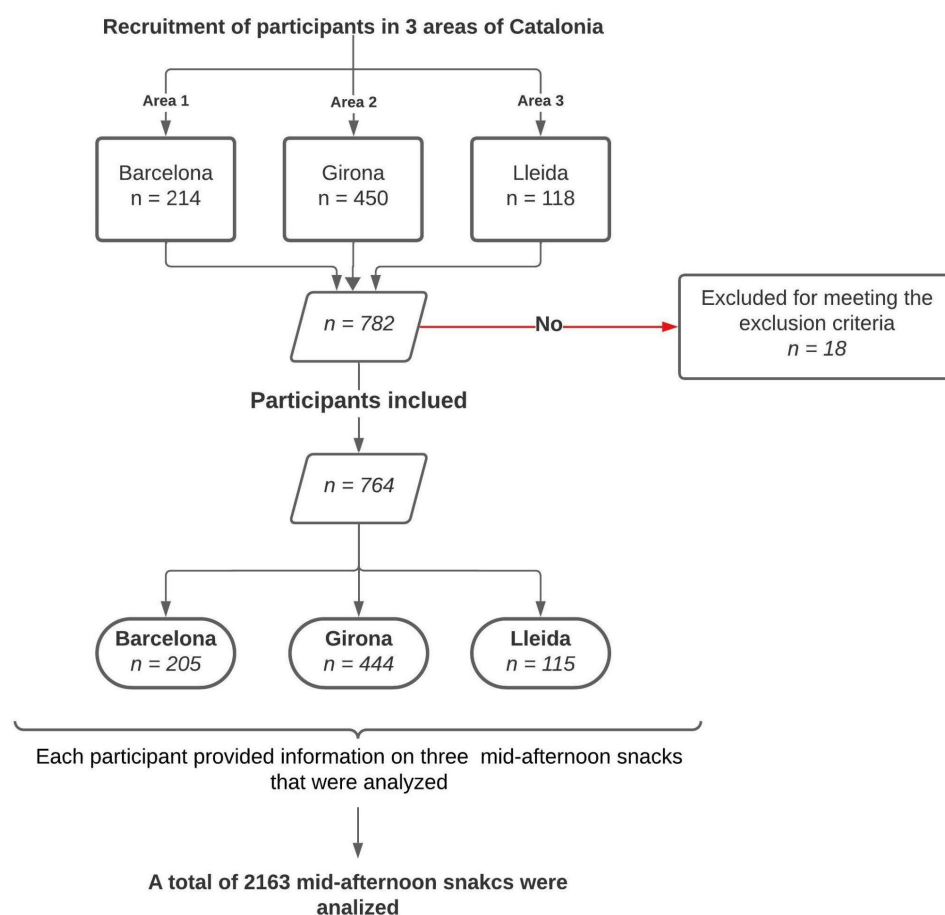 Recruitment of participants in 3 areas of Catalonia
Area 1
Area 2
Area 3
Barcelona
n = 214
Girona
n = 450
Lleida
n = 118
n = 782
No
Excluded for meeting the
exclusion criteria
n = 18
Participants inclued
n = 764
Barcelona
n = 205
Girona
n = 444
Lleida
n = 115
Each participant provided information on three mid-afternoon snacks
that were analyzed
A total of 2163 mid-afternoon snakcs were
analized